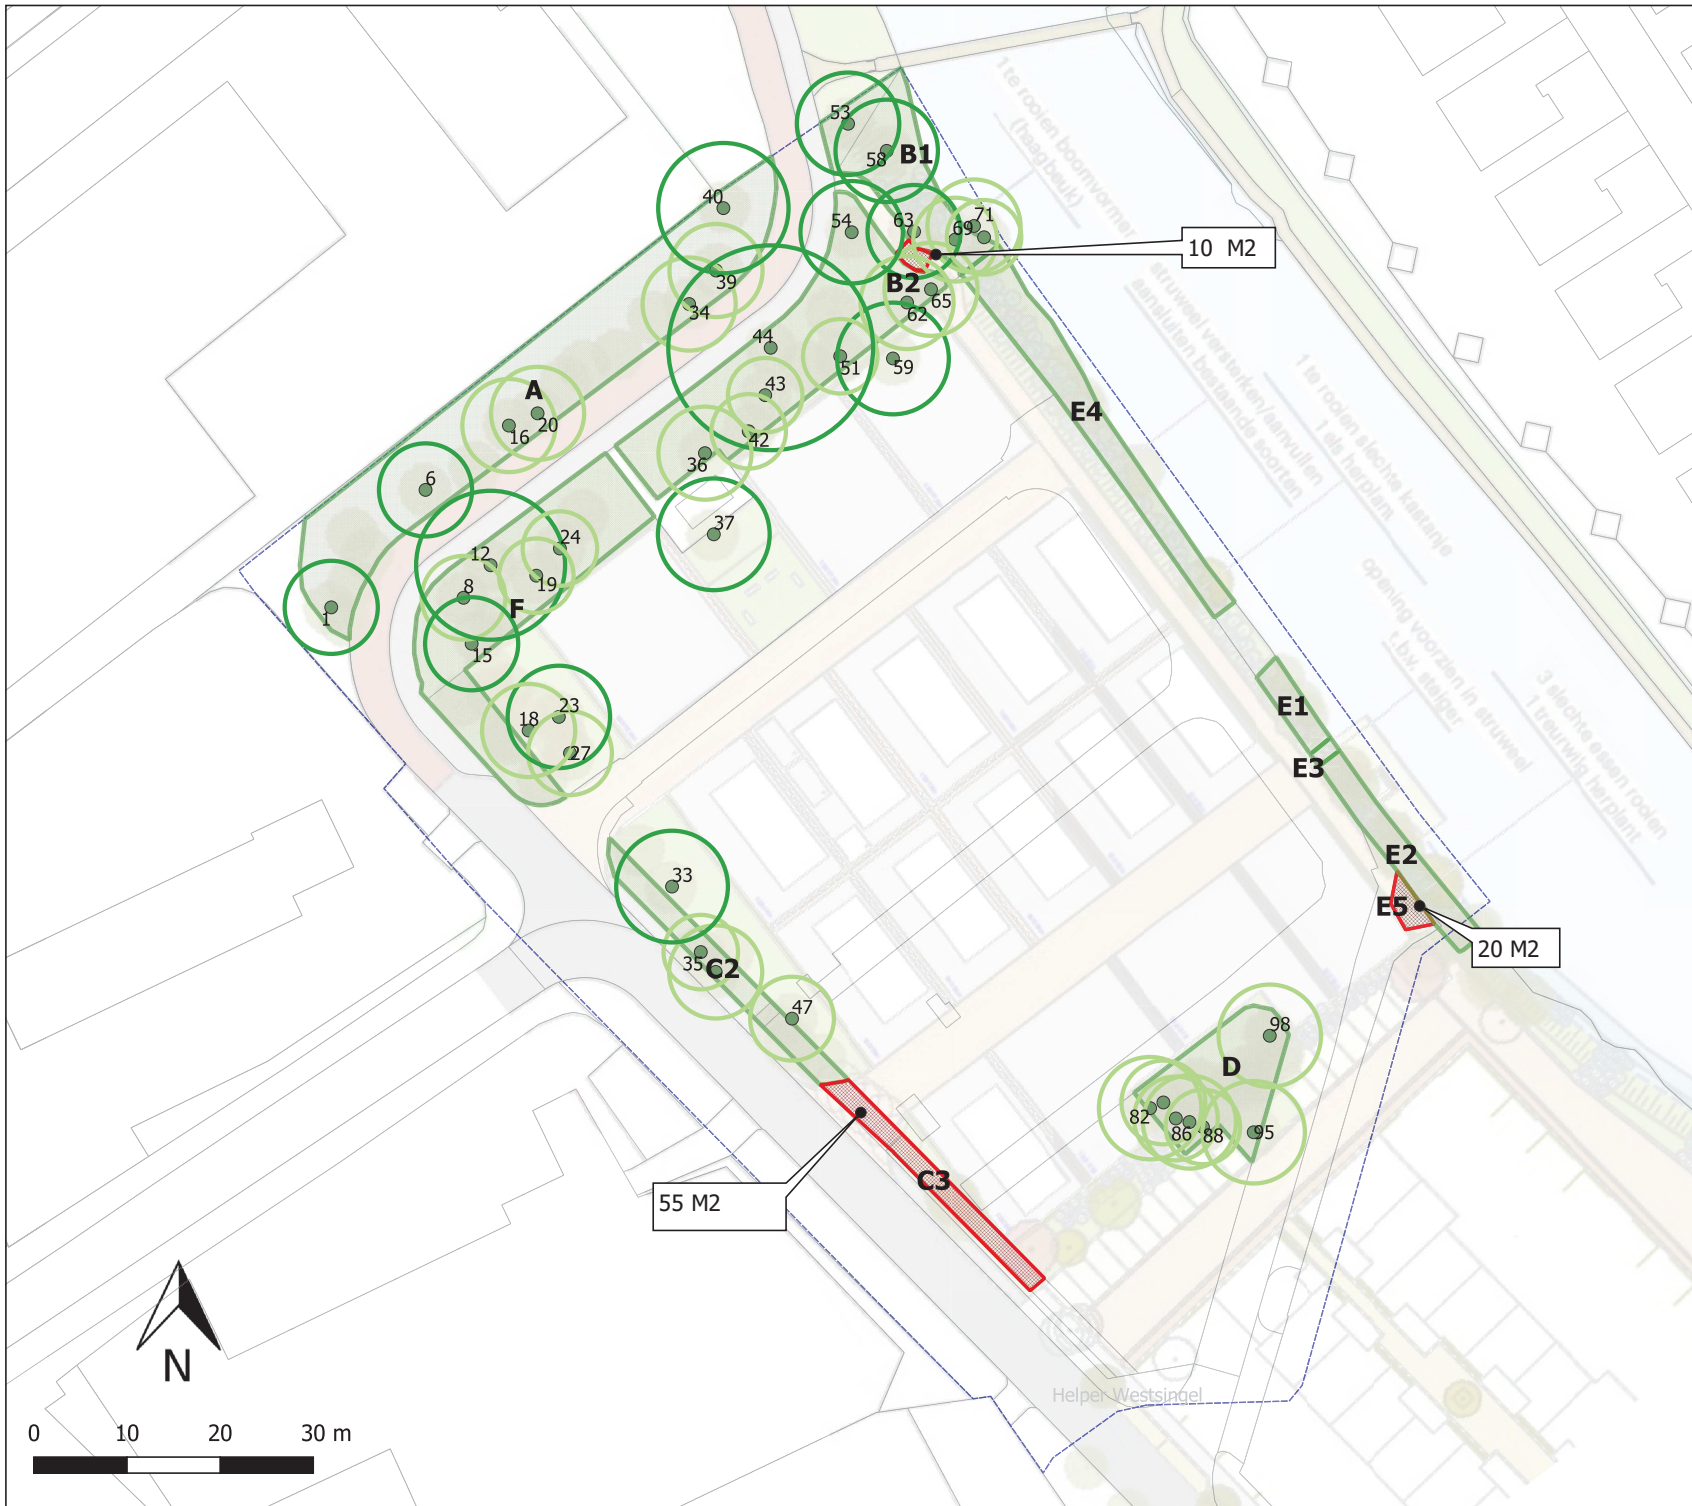 1 te rooien boomvormer
(haagbeuk)
53
58
B1
40
54
63
69
71
10 M2
39
34
B2
62
65
struweel versterken/aanvullen
aansluiten bestaande soorten
44
51
59
43
42
36
A
16
20
E4
1 te rooien slechte kastanje
1 els herplant
6
37
24
12
19
8
F
1
15
opening voorzien in struweel
t.b.v. steiger
3 slechte essen rooien
1 treurwilg herplant
23
18
27
E1
E3
E2
E5
20 M2
33
35
C2
47
98
D
82
86
88
95
55 M2
C3
N
Helper Westsingel
0 10 20 30 m